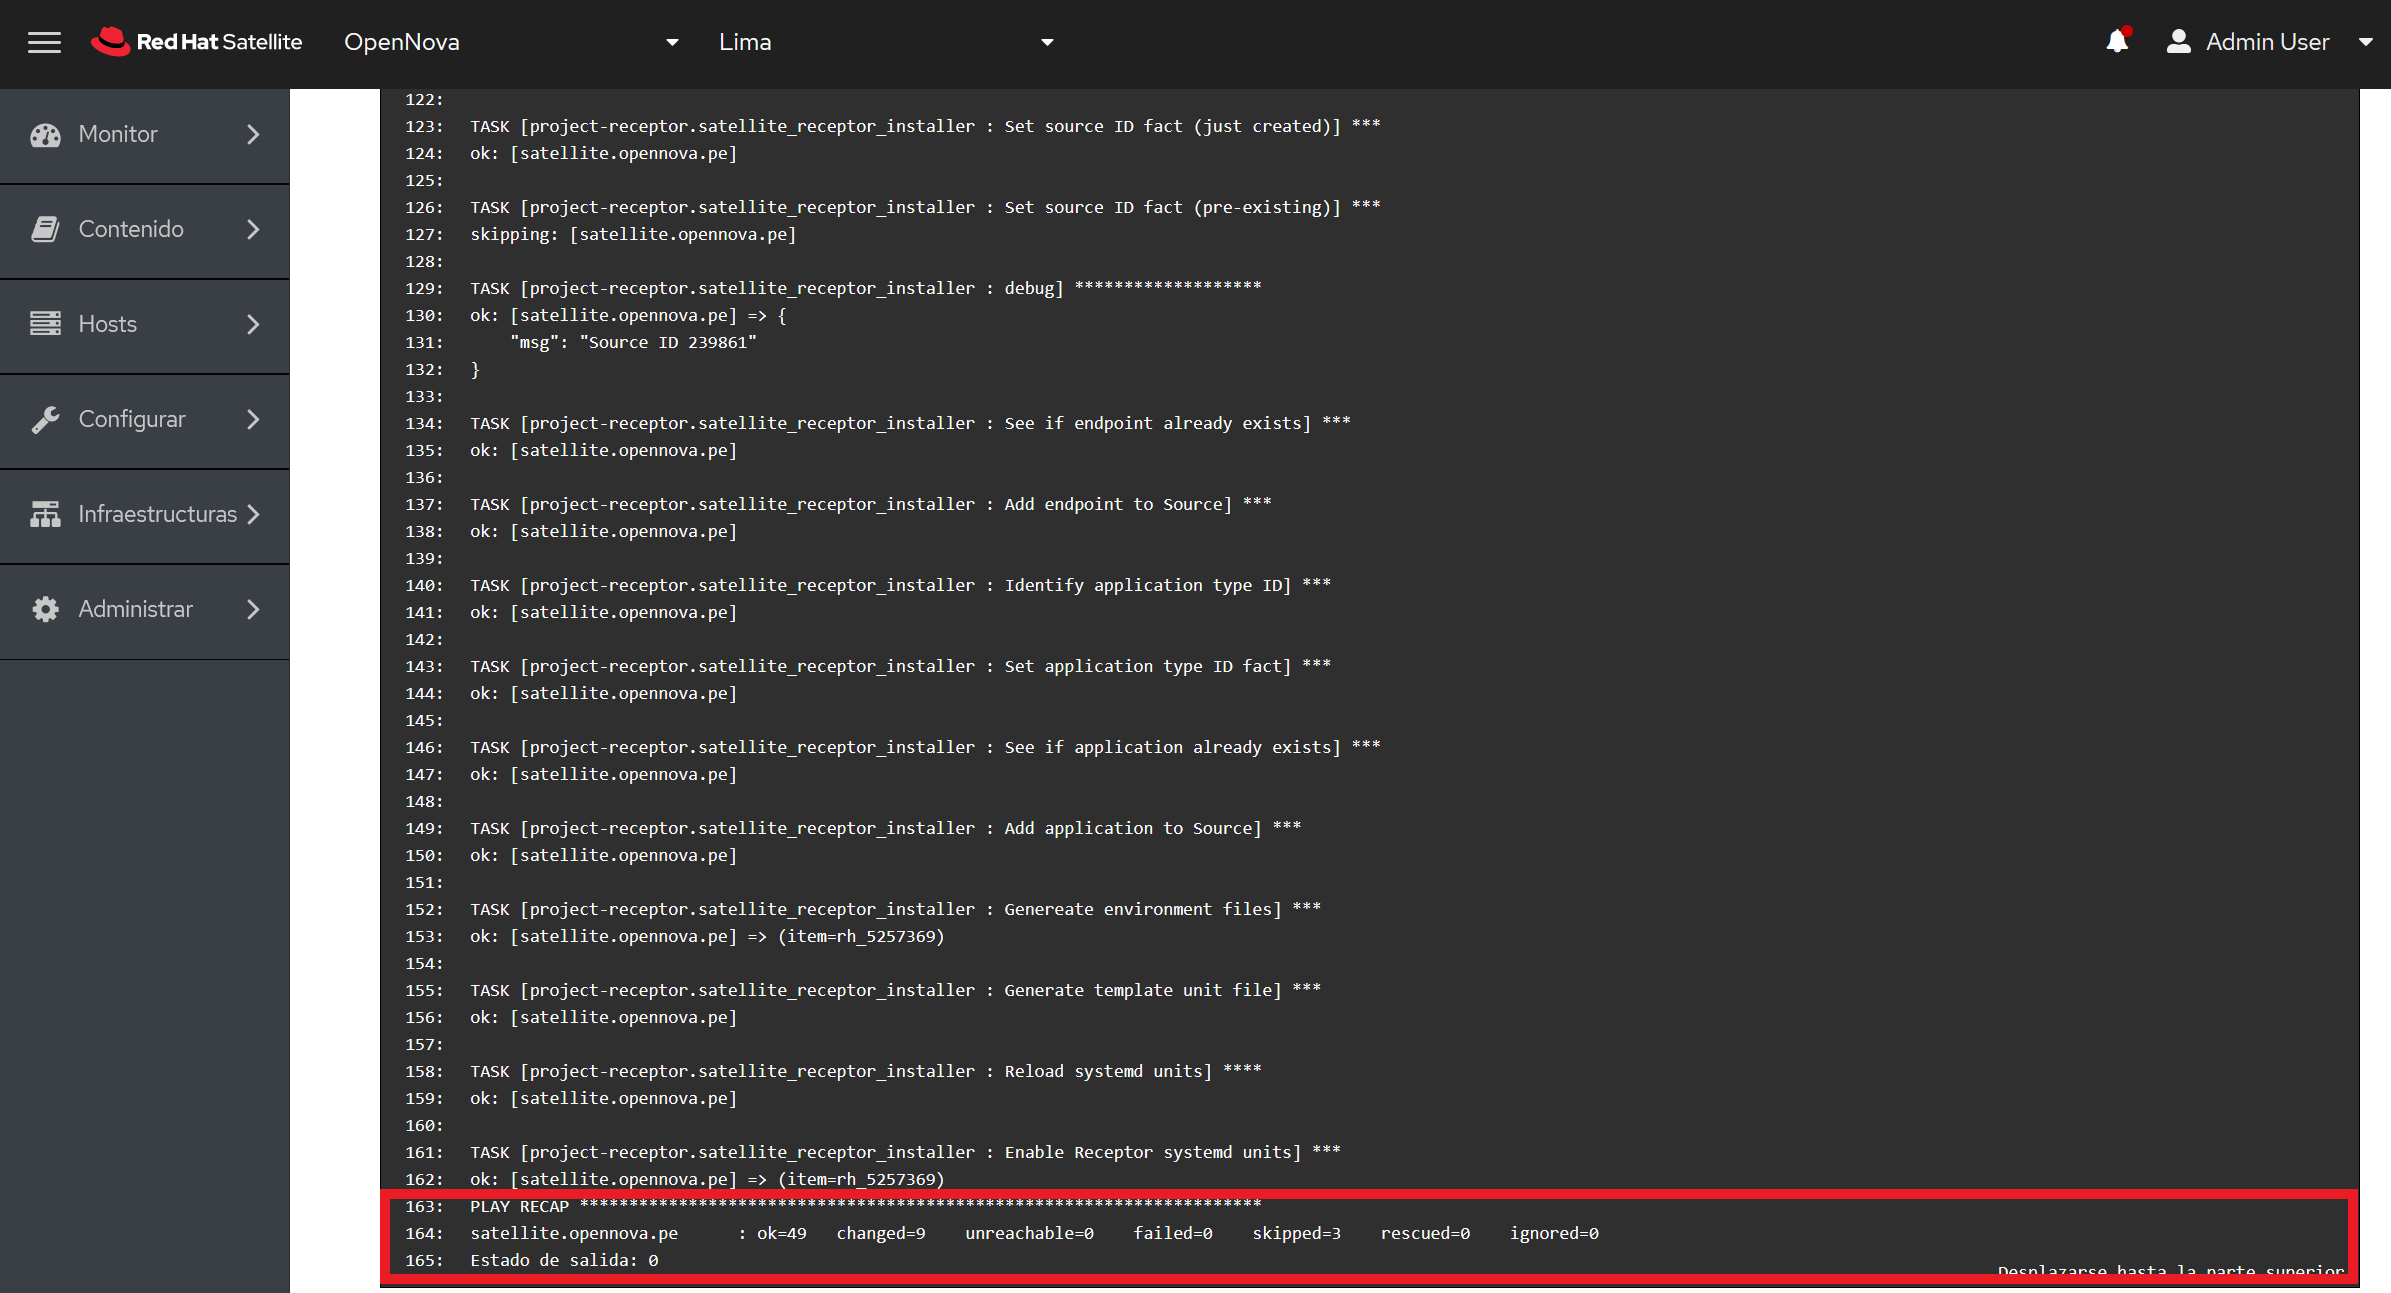 Red Hat Satellite OpenNova Lima Admin User
Monitor
Contenido
Hosts
Configurar
Infraestructuras
Administrar
122:
123: TASK [project-receptor.satellite_receptor_installer : Set source ID fact (just created)] ***
124: ok: [satellite.opennova.pe]
125:
126: TASK [project-receptor.satellite_receptor_installer : Set source ID fact (pre-existing)] ***
127: skipping: [satellite.opennova.pe]
128:
129: TASK [project-receptor.satellite_receptor_installer : debug] *******************
130: ok: [satellite.opennova.pe] => {
131:     "msg": "Source ID 239861"
132: }
133:
134: TASK [project-receptor.satellite_receptor_installer : See if endpoint already exists] ***
135: ok: [satellite.opennova.pe]
136:
137: TASK [project-receptor.satellite_receptor_installer : Add endpoint to Source] ***
138: ok: [satellite.opennova.pe]
139:
140: TASK [project-receptor.satellite_receptor_installer : Identify application type ID] ***
141: ok: [satellite.opennova.pe]
142:
143: TASK [project-receptor.satellite_receptor_installer : Set application type ID fact] ***
144: ok: [satellite.opennova.pe]
145:
146: TASK [project-receptor.satellite_receptor_installer : See if application already exists] ***
147: ok: [satellite.opennova.pe]
148:
149: TASK [project-receptor.satellite_receptor_installer : Add application to Source] ***
150: ok: [satellite.opennova.pe]
151:
152: TASK [project-receptor.satellite_receptor_installer : Genereate environment files] ***
153: ok: [satellite.opennova.pe] => (item=rh_5257369)
154:
155: TASK [project-receptor.satellite_receptor_installer : Generate template unit file] ***
156: ok: [satellite.opennova.pe]
157:
158: TASK [project-receptor.satellite_receptor_installer : Reload systemd units] ****
159: ok: [satellite.opennova.pe]
160:
161: TASK [project-receptor.satellite_receptor_installer : Enable Receptor systemd units] ***
162: ok: [satellite.opennova.pe] => (item=rh_5257369)
163: PLAY RECAP *********************************************************************
164: satellite.opennova.pe      : ok=49   changed=9    unreachable=0    failed=0    skipped=3    rescued=0    ignored=0
165: Estado de salida: 0
Desplazarse hasta la parte superior